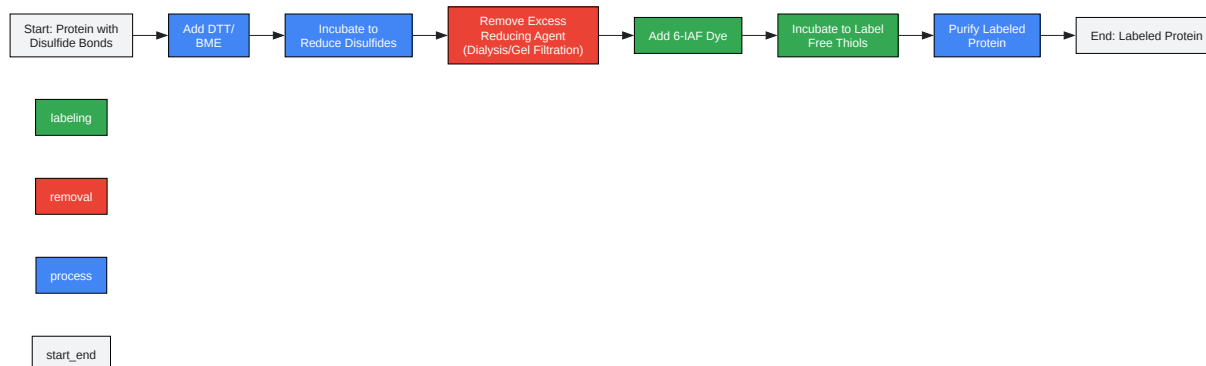 Start: Protein with
Disulfide Bonds
Add DTT/
BME
Incubate to
Reduce Disulfides
Remove Excess
Reducing Agent
(Dialysis/Gel Filtration)
Add 6-IAF Dye
Incubate to Label
Free Thiols
Purify Labeled
Protein
End: Labeled Protein
labeling
removal
process
start_end